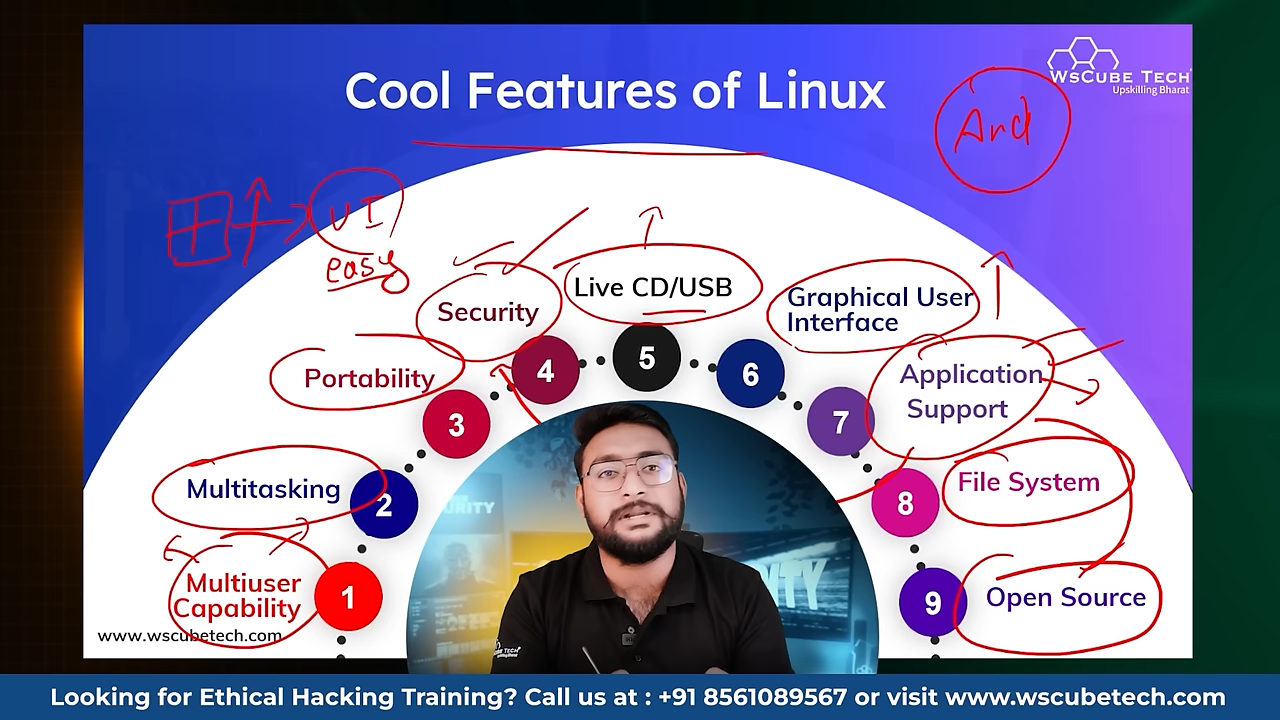 Cool Features of Linux
WSCUBE TECH
Upskilling Bharat
And
UI
easy
Live CD/USB
Security
Graphical User
Interface
Portability
Application
Support
Multitasking
File System
Multiuser
Capability
Open Source
1
2
3
4
5
6
7
8
9
www.wscubetech.com
Looking for Ethical Hacking Training? Call us at : +91 8561089567 or visit www.wscubetech.com